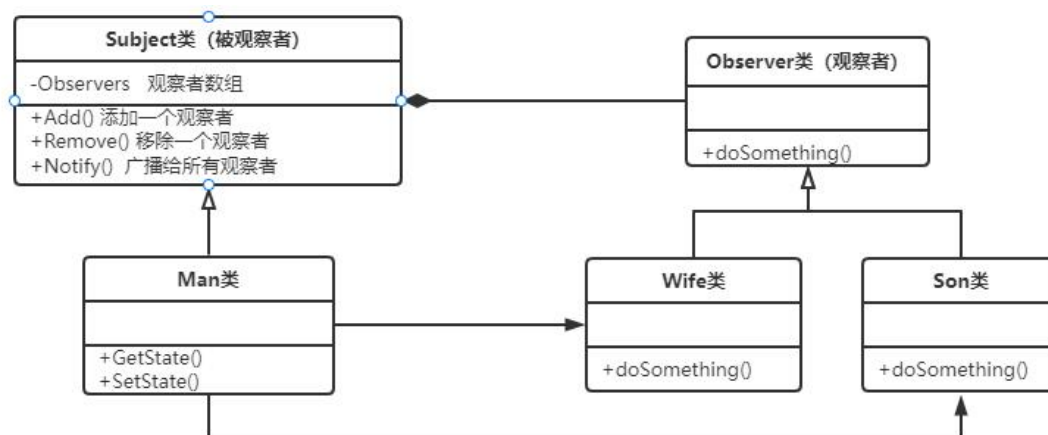 Subject类（被观察者）
-Observers 观察者数组
+Add() 添加一个观察者
+Remove() 移除一个观察者
+Notify() 广播给所有观察者
Observer类（观察者）
+doSomething()
Man类
+GetState()
+SetState()
Wife类
+doSomething()
Son类
+doSomething()